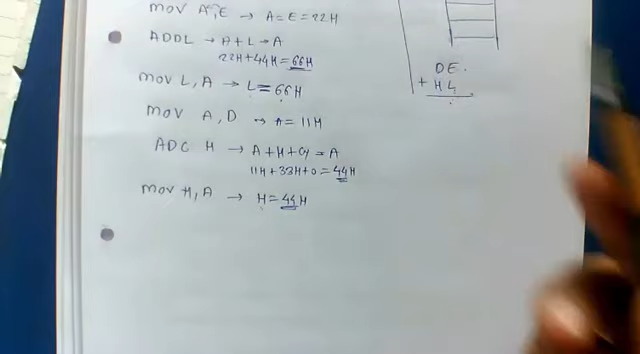 MOV A,E → A=E=22H
ADDL → A+L→A
22H+44H=66H
MOV L,A → L=66H
MOV A,D → A=11H
ADC H → A+H+CY=A
11H+33H+0=44H
MOV H,A → H=44H
DE
+ HL